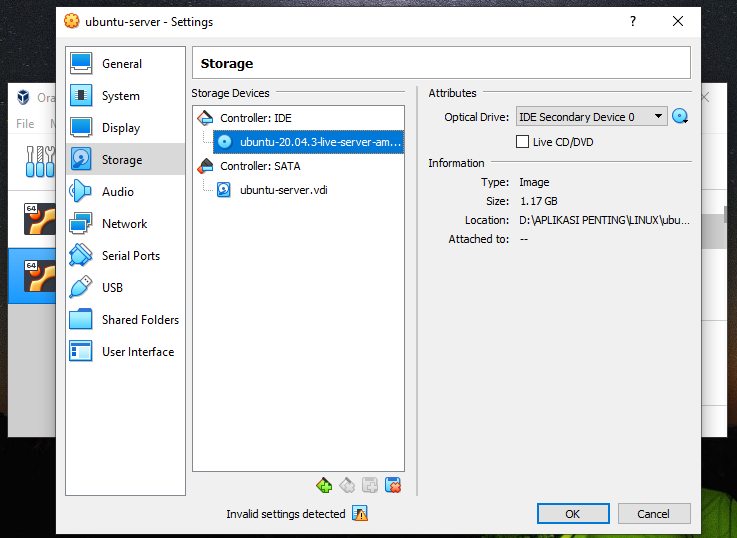 ubuntu-server - Settings
?
Ora
File
M
64
64
General
System
Display
Storage
Audio
Network
Serial Ports
USB
Shared Folders
User Interface
Storage
Storage Devices
Controller: IDE
ubuntu-20.04.3-live-server-am...
Controller: SATA
ubuntu-server.vdi
Attributes
Optical Drive: IDE Secondary Device 0
Live CD/DVD
Information
Type: Image
Size: 1.17 GB
Location: D:\APLIKASI PENTING\LINUX\ubu...
Attached to: --
Invalid settings detected
OK
Cancel